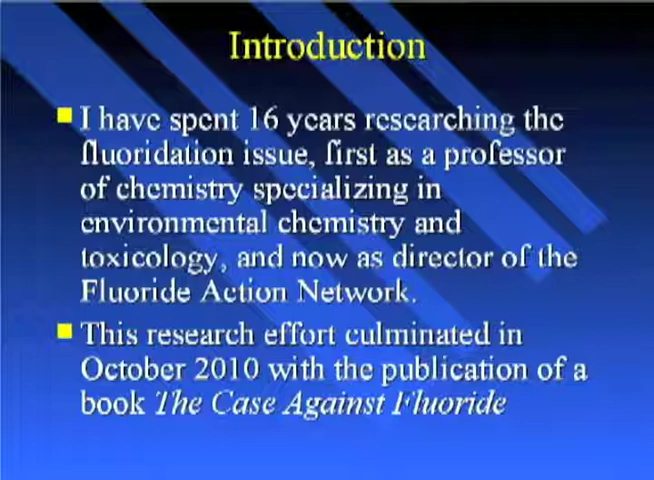 Introduction
I have spent 16 years researching the
fluoridation issue, first as a professor
of chemistry specializing in
environmental chemistry and
toxicology, and now as director of the
Fluoride Action Network.
This research effort culminated in
October 2010 with the publication of a
book The Case Against Fluoride